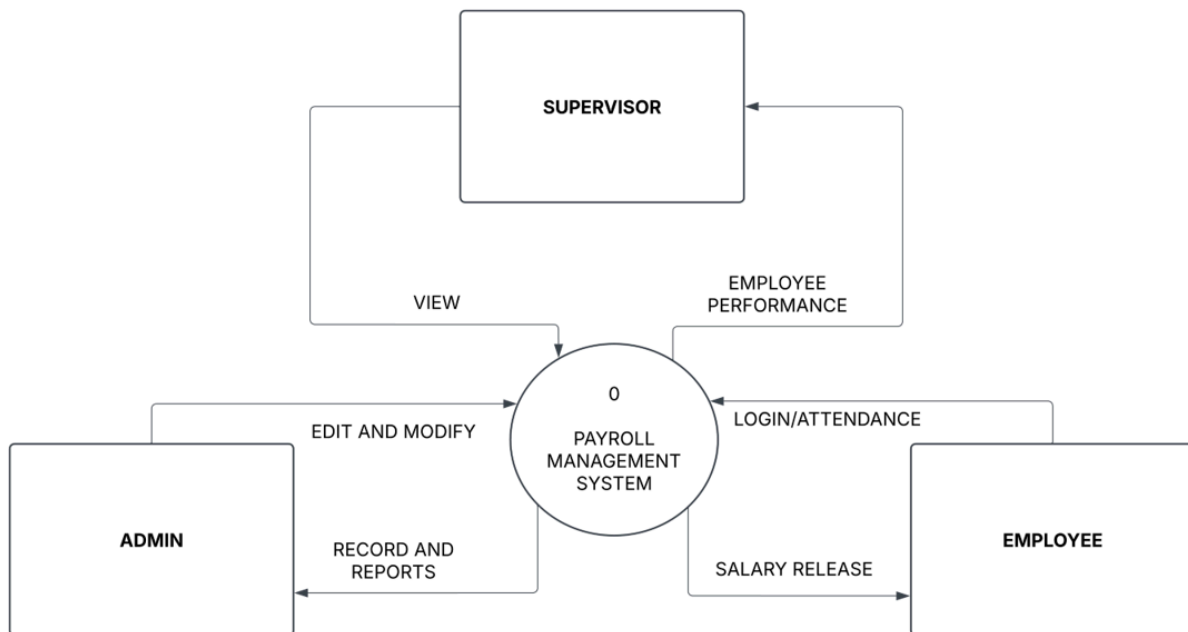 SUPERVISOR
VIEW
EMPLOYEE
PERFORMANCE
0
PAYROLL
MANAGEMENT
SYSTEM
EDIT AND MODIFY
LOGIN/ATTENDANCE
ADMIN
RECORD AND
REPORTS
SALARY RELEASE
EMPLOYEE